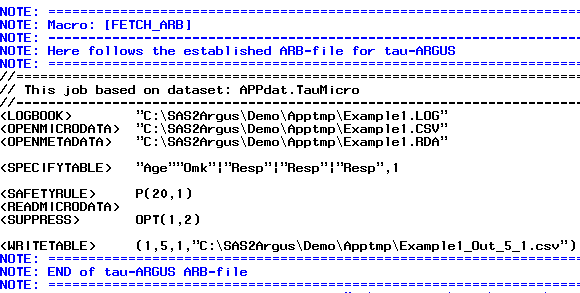 NOTE: ==========================================================
NOTE: Macro: [FETCH_ARB]
NOTE: ----------------------------------------------------------
NOTE: Here follows the established ARB-file for tau-ARGUS
NOTE: ==========================================================
//================================================================
// This job based on dataset: APPdat.TauMicro
//----------------------------------------------------------------
<LOGBOOK> "C:\SAS2Argus\Demo\Apptmp\Example1.LOG"
<OPENMICRODATA> "C:\SAS2Argus\Demo\Apptmp\Example1.CSV"
<OPENMETADATA> "C:\SAS2Argus\Demo\Apptmp\Example1.RDA"
<SPECIFYTABLE> "Age""Omk"¦"Resp"¦"Resp"¦"Resp",1
<SAFETYRULE> P(20,1)
<READMICRODATA>
<SUPPRESS> OPT(1,2)
<WRITETABLE> (1,5,1,"C:\SAS2Argus\Demo\Apptmp\Example1_Out_5_1.csv")
NOTE: ==========================================================
NOTE: END of tau-ARGUS ARB-file
NOTE: ==========================================================